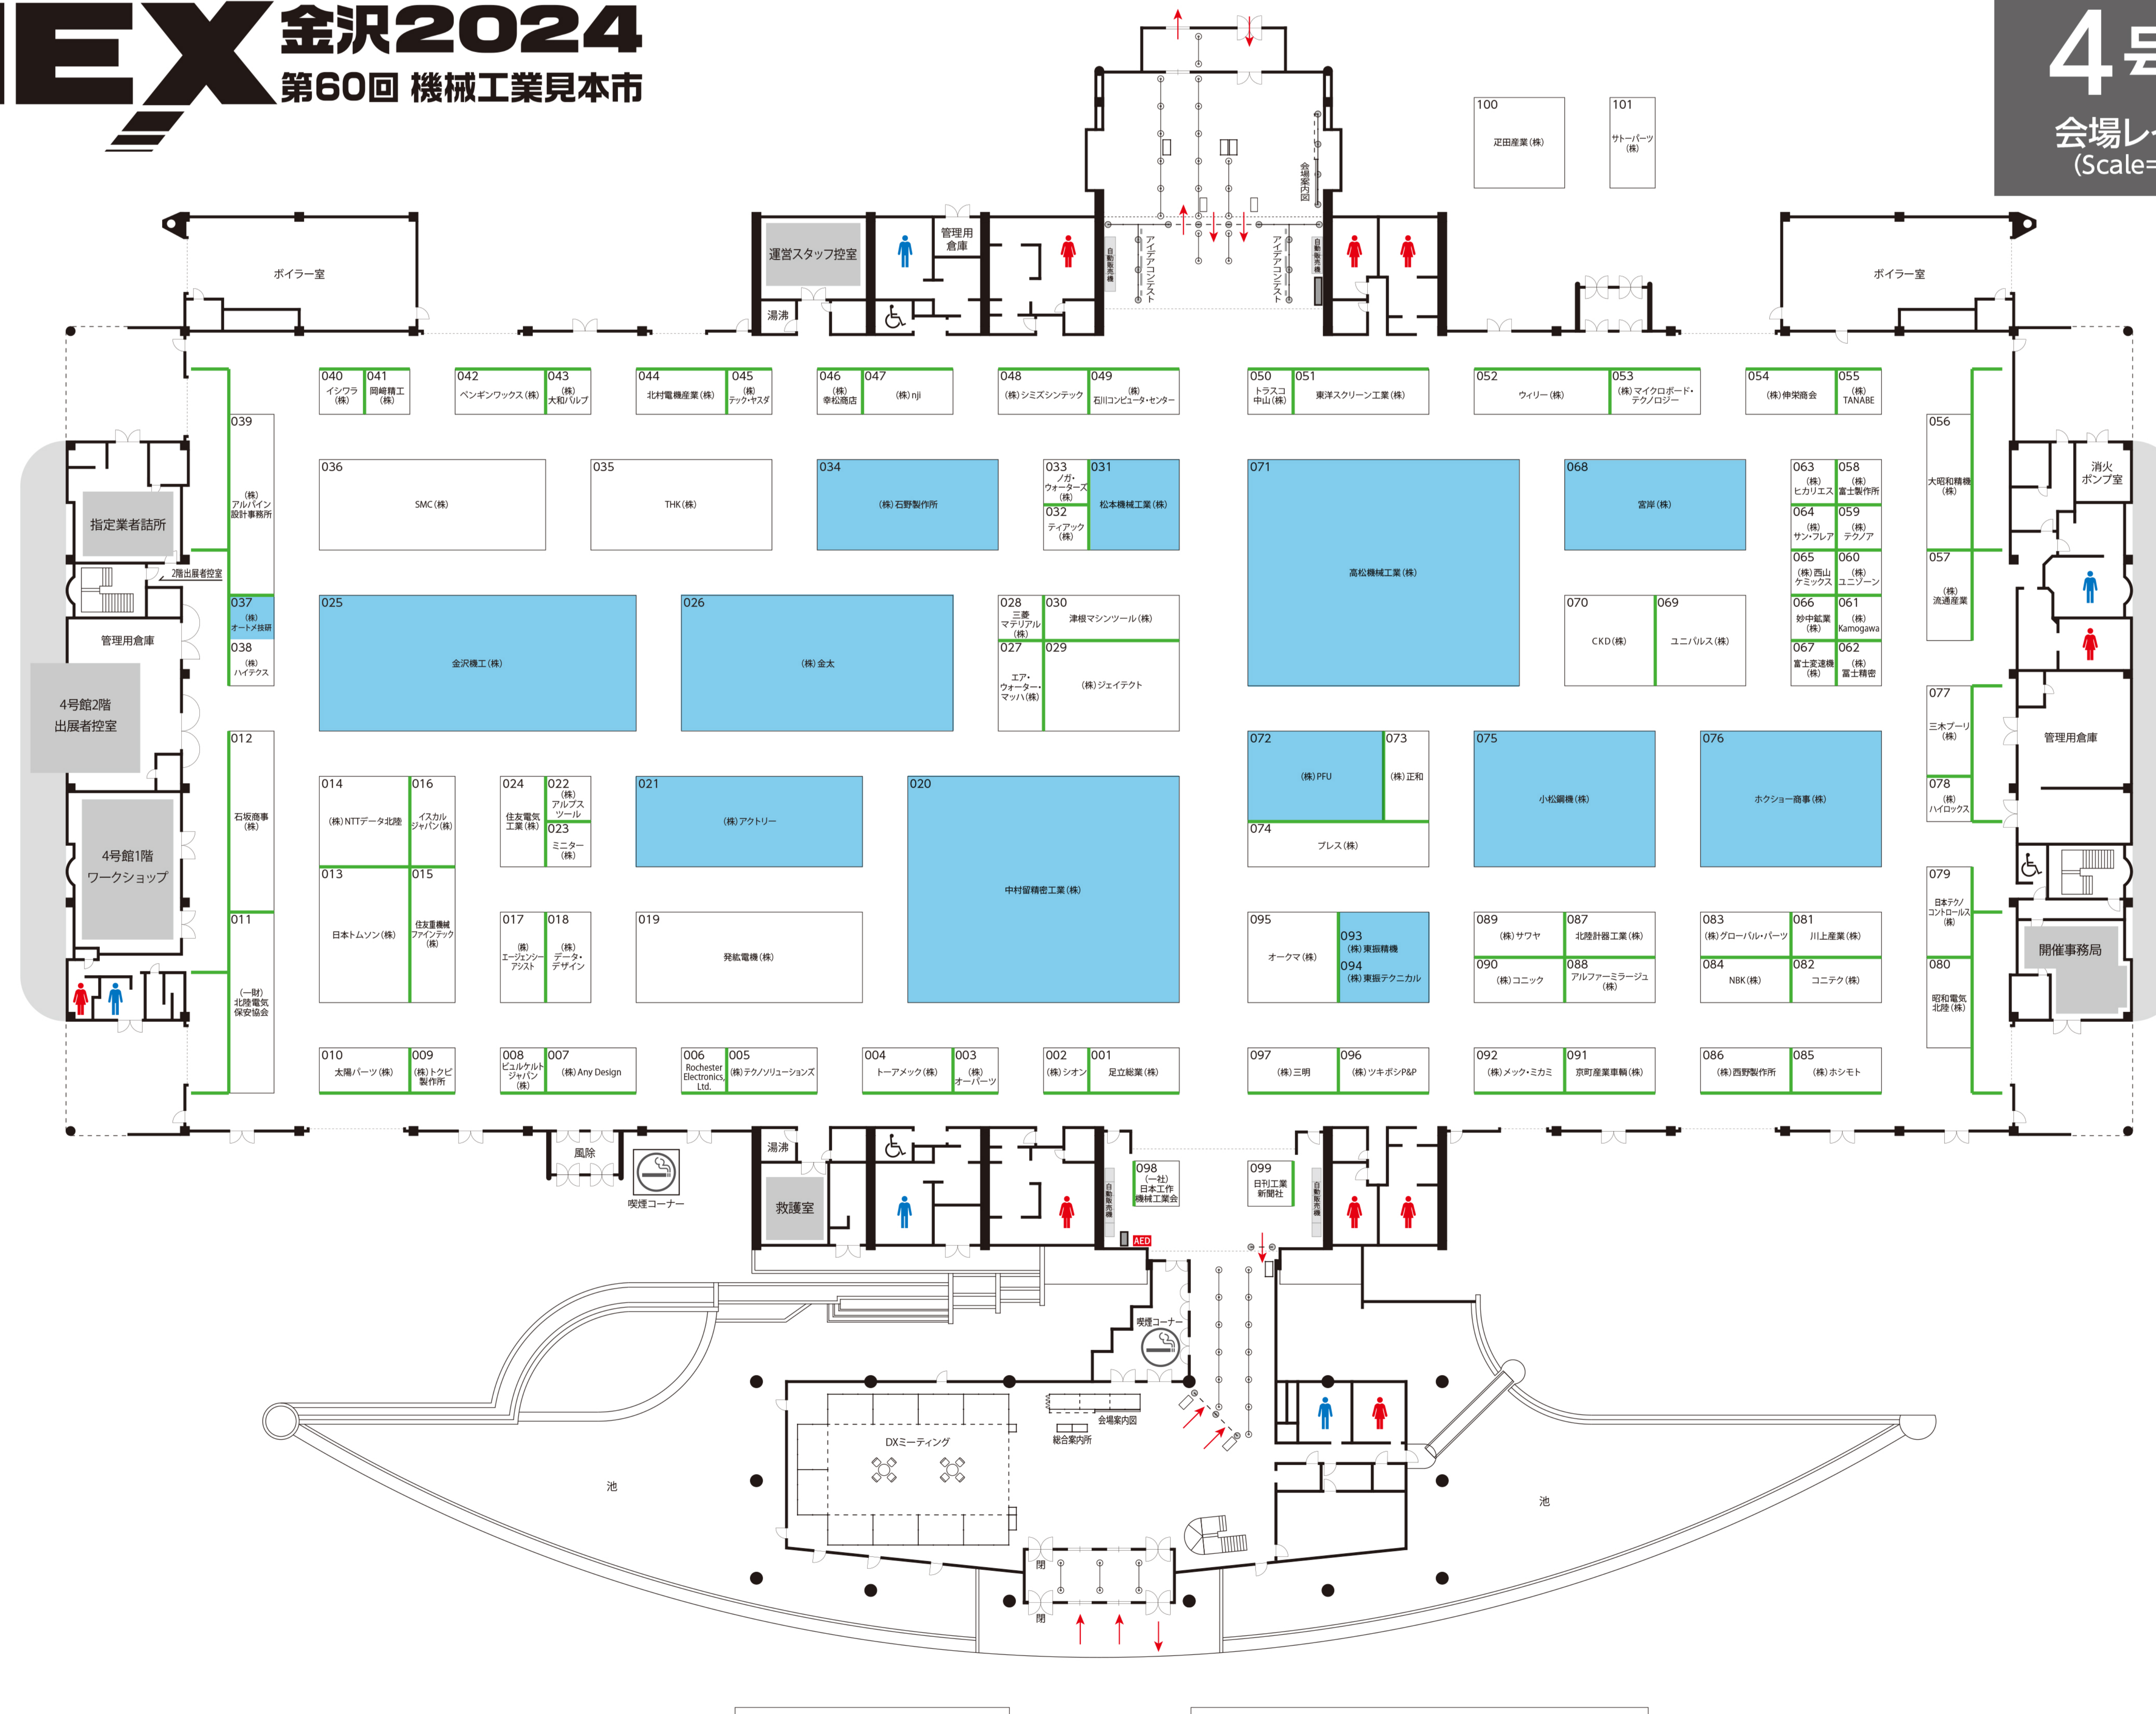 EX
金沢2024
第60回 機械工業見本市
4号
会場レイ
(Scale=
100
疋田産業(株)
101
サトーパーツ
(株)
会場案内図
ボイラー室
運営スタッフ控室
湯沸
管理用
倉庫
自動販売機
アイデアコンテスト
アイデアコンテスト
自動販売機
ボイラー室
040
イシワラ
(株)
041
岡﨑精工
(株)
042
ペンギンワックス(株)
043
(株)
大和バルブ
044
北村電機産業(株)
045
(株)
テック・ヤスダ
046
(株)
幸松商店
047
(株)nji
048
(株)シミズシンテック
049
(株)
石川コンピュータ・センター
050
トラスコ
中山(株)
051
東洋スクリーン工業(株)
052
ウィリー(株)
053
(株)マイクロボード・
テクノロジー
054
(株)伸栄商会
055
(株)
TANABE
039
(株)
アルパイン
設計事務所
036
SMC(株)
035
THK(株)
034
(株)石野製作所
033
ノガ・
ウォーターズ
(株)
032
ティアック
(株)
031
松本機械工業(株)
071
高松機械工業(株)
068
宮岸(株)
063
(株)
ヒカリエス
058
(株)
富士製作所
064
(株)
サン・フレア
059
(株)
テクノア
065
(株)西山
ケミックス
060
(株)
ユニゾーン
066
妙中鉱業
(株)
061
(株)
Kamogawa
067
富士変速機
(株)
062
(株)
冨士精密
056
大昭和精機
(株)
057
(株)
流通産業
消火
ポンプ室
指定業者詰所
2階出展者控室
037
(株)
オートメ技研
038
(株)
ハイテクス
管理用倉庫
4号館2階
出展者控室
025
金沢機工(株)
026
(株)金太
028
三菱
マテリアル
(株)
030
津根マシンツール(株)
027
エア・
ウォーター・
マッハ(株)
029
(株)ジェイテクト
070
CKD(株)
069
ユニパルス(株)
077
三木プーリ
(株)
078
(株)
ハイロックス
管理用倉庫
012
石坂商事
(株)
4号館1階
ワークショップ
014
(株)NTTデータ北陸
016
イスカル
ジャパン(株)
024
住友電気
工業(株)
022
(株)
アルプス
ツール
023
ミニター
(株)
021
(株)アクトリー
020
中村留精密工業(株)
072
(株)PFU
073
(株)正和
074
ブレス(株)
075
小松鋼機(株)
076
ホクショー商事(株)
013
日本トムソン(株)
015
住友重機械
ファインテック
(株)
017
(株)
エージェンシー
アシスト
018
(株)
データ・
デザイン
019
発紘電機(株)
095
オークマ(株)
093
(株)東振精機
094
(株)東振テクニカル
089
(株)サワヤ
087
北陸計器工業(株)
090
(株)コニック
088
アルファーミラージュ
(株)
083
(株)グローバル・パーツ
081
川上産業(株)
084
NBK(株)
082
コニテク(株)
079
日本テクノ
コントロールス
(株)
080
昭和電気
北陸(株)
開催事務局
011
(一財)
北陸電気
保安協会
010
太陽パーツ(株)
009
(株)トクピ
製作所
008
ビュルケルト
ジャパン
(株)
007
(株)Any Design
006
Rochester
Electronics,
Ltd.
005
(株)テクノソリューションズ
004
トーアメック(株)
003
(株)
オーパーツ
002
(株)シオン
001
足立総業(株)
097
(株)三明
096
(株)ツキボシP&P
092
(株)メック・ミカミ
091
京町産業車輌(株)
086
(株)西野製作所
085
(株)ホシモト
風除
喫煙コーナー
湯沸
救護室
自動販売機
098
(一社)
日本工作
機械工業会
099
日刊工業
新聞社
自動販売機
AED
喫煙コーナー
会場案内図
総合案内所
DXミーティング
池
池
閉
閉